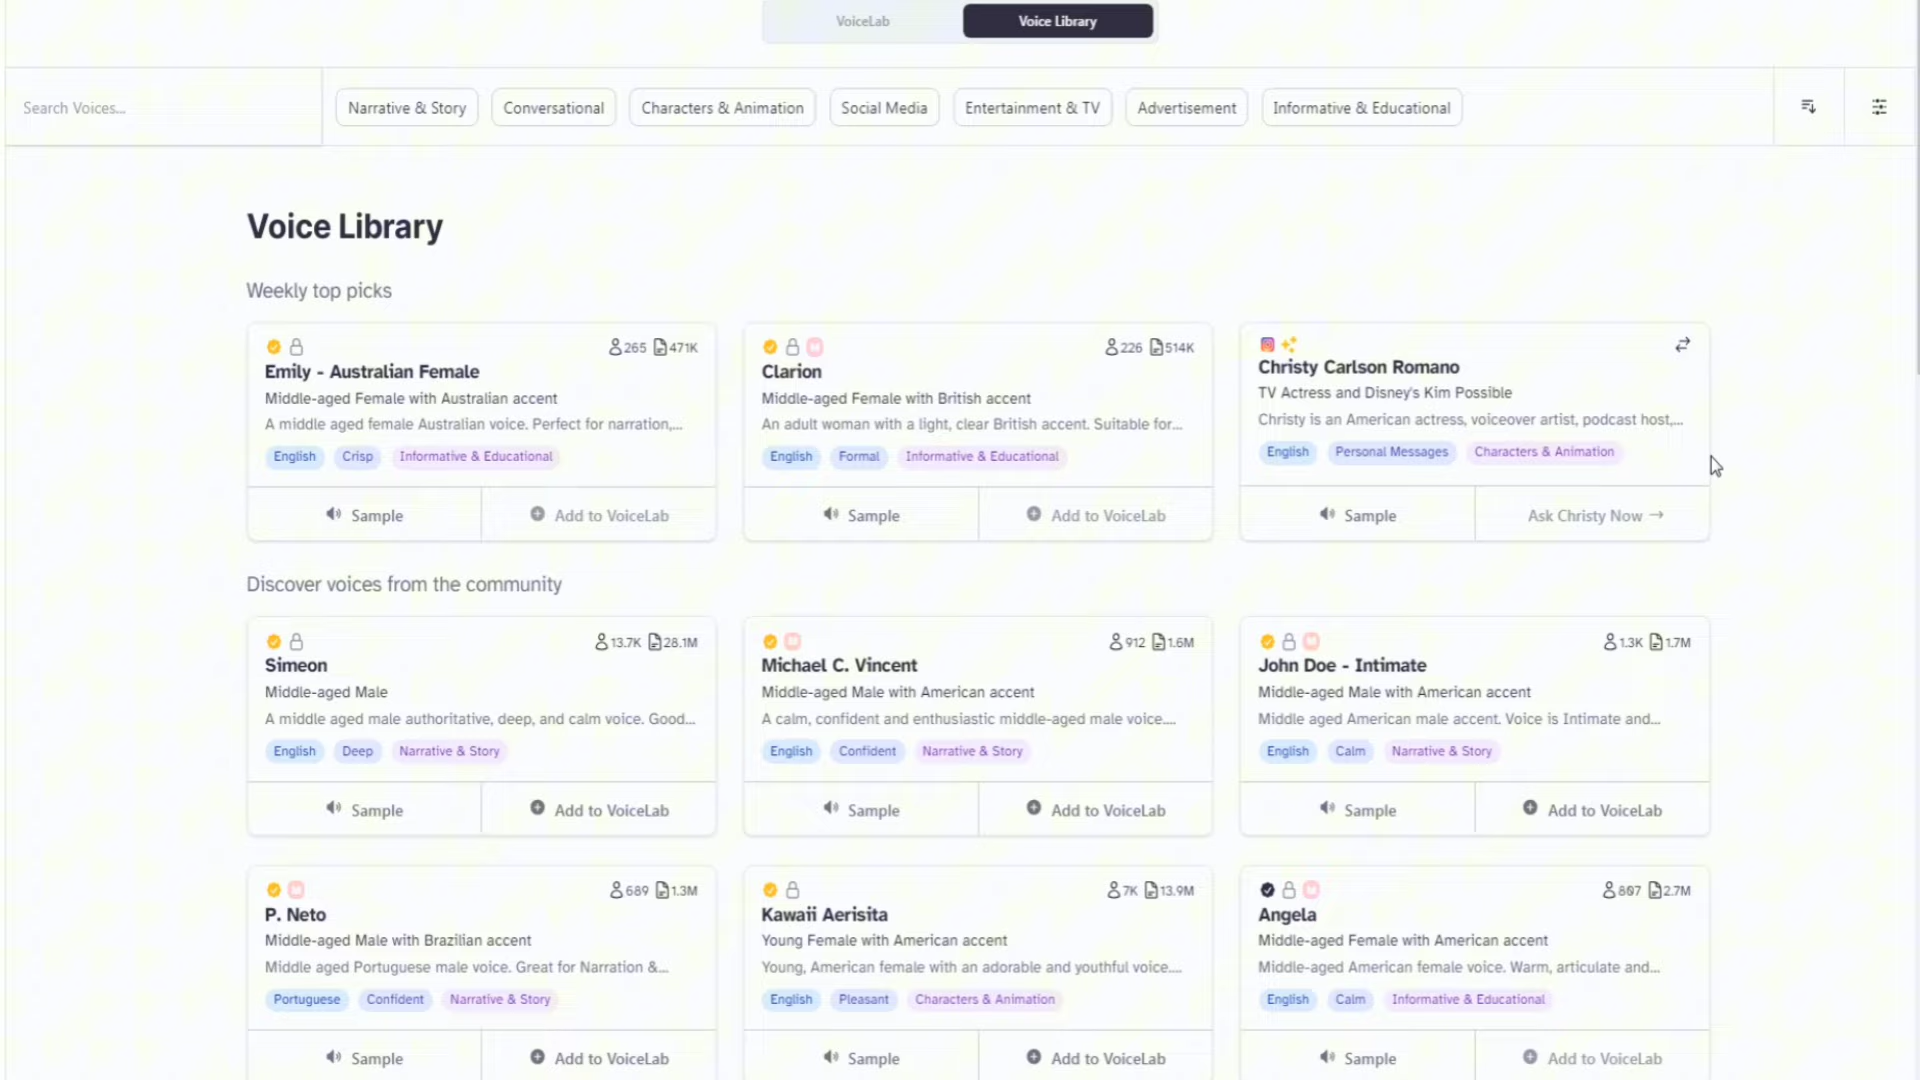 VoiceLab
Voice Library
Search Voices...
Narrative & Story
Conversational
Characters & Animation
Social Media
Entertainment & TV
Advertisement
Informative & Educational
Voice Library
Weekly top picks
265 471K
Emily - Australian Female
Middle-aged Female with Australian accent
A middle aged female Australian voice. Perfect for narration,...
English Crisp Informative & Educational
Sample Add to VoiceLab
226 514K
Clarion
Middle-aged Female with British accent
An adult woman with a light, clear British accent. Suitable for...
English Formal Informative & Educational
Sample Add to VoiceLab
Christy Carlson Romano
TV Actress and Disney's Kim Possible
Christy is an American actress, voiceover artist, podcast host,...
English Personal Messages Characters & Animation
Sample Ask Christy Now →
Discover voices from the community
13.7K 28.1M
Simeon
Middle-aged Male
A middle aged male authoritative, deep, and calm voice. Good...
English Deep Narrative & Story
Sample Add to VoiceLab
912 1.6M
Michael C. Vincent
Middle-aged Male with American accent
A calm, confident and enthusiastic middle-aged male voice....
English Confident Narrative & Story
Sample Add to VoiceLab
1.3K 1.7M
John Doe - Intimate
Middle-aged Male with American accent
Middle aged American male accent. Voice is Intimate and...
English Calm Narrative & Story
Sample Add to VoiceLab
689 1.3M
P. Neto
Middle-aged Male with Brazilian accent
Middle aged Portuguese male voice. Great for Narration &...
Portuguese Confident Narrative & Story
Sample Add to VoiceLab
7K 13.9M
Kawaii Aerisita
Young Female with American accent
Young, American female with an adorable and youthful voice....
English Pleasant Characters & Animation
Sample Add to VoiceLab
807 2.7M
Angela
Middle-aged Female with American accent
Middle-aged American female voice. Warm, articulate and...
English Calm Informative & Educational
Sample Add to VoiceLab